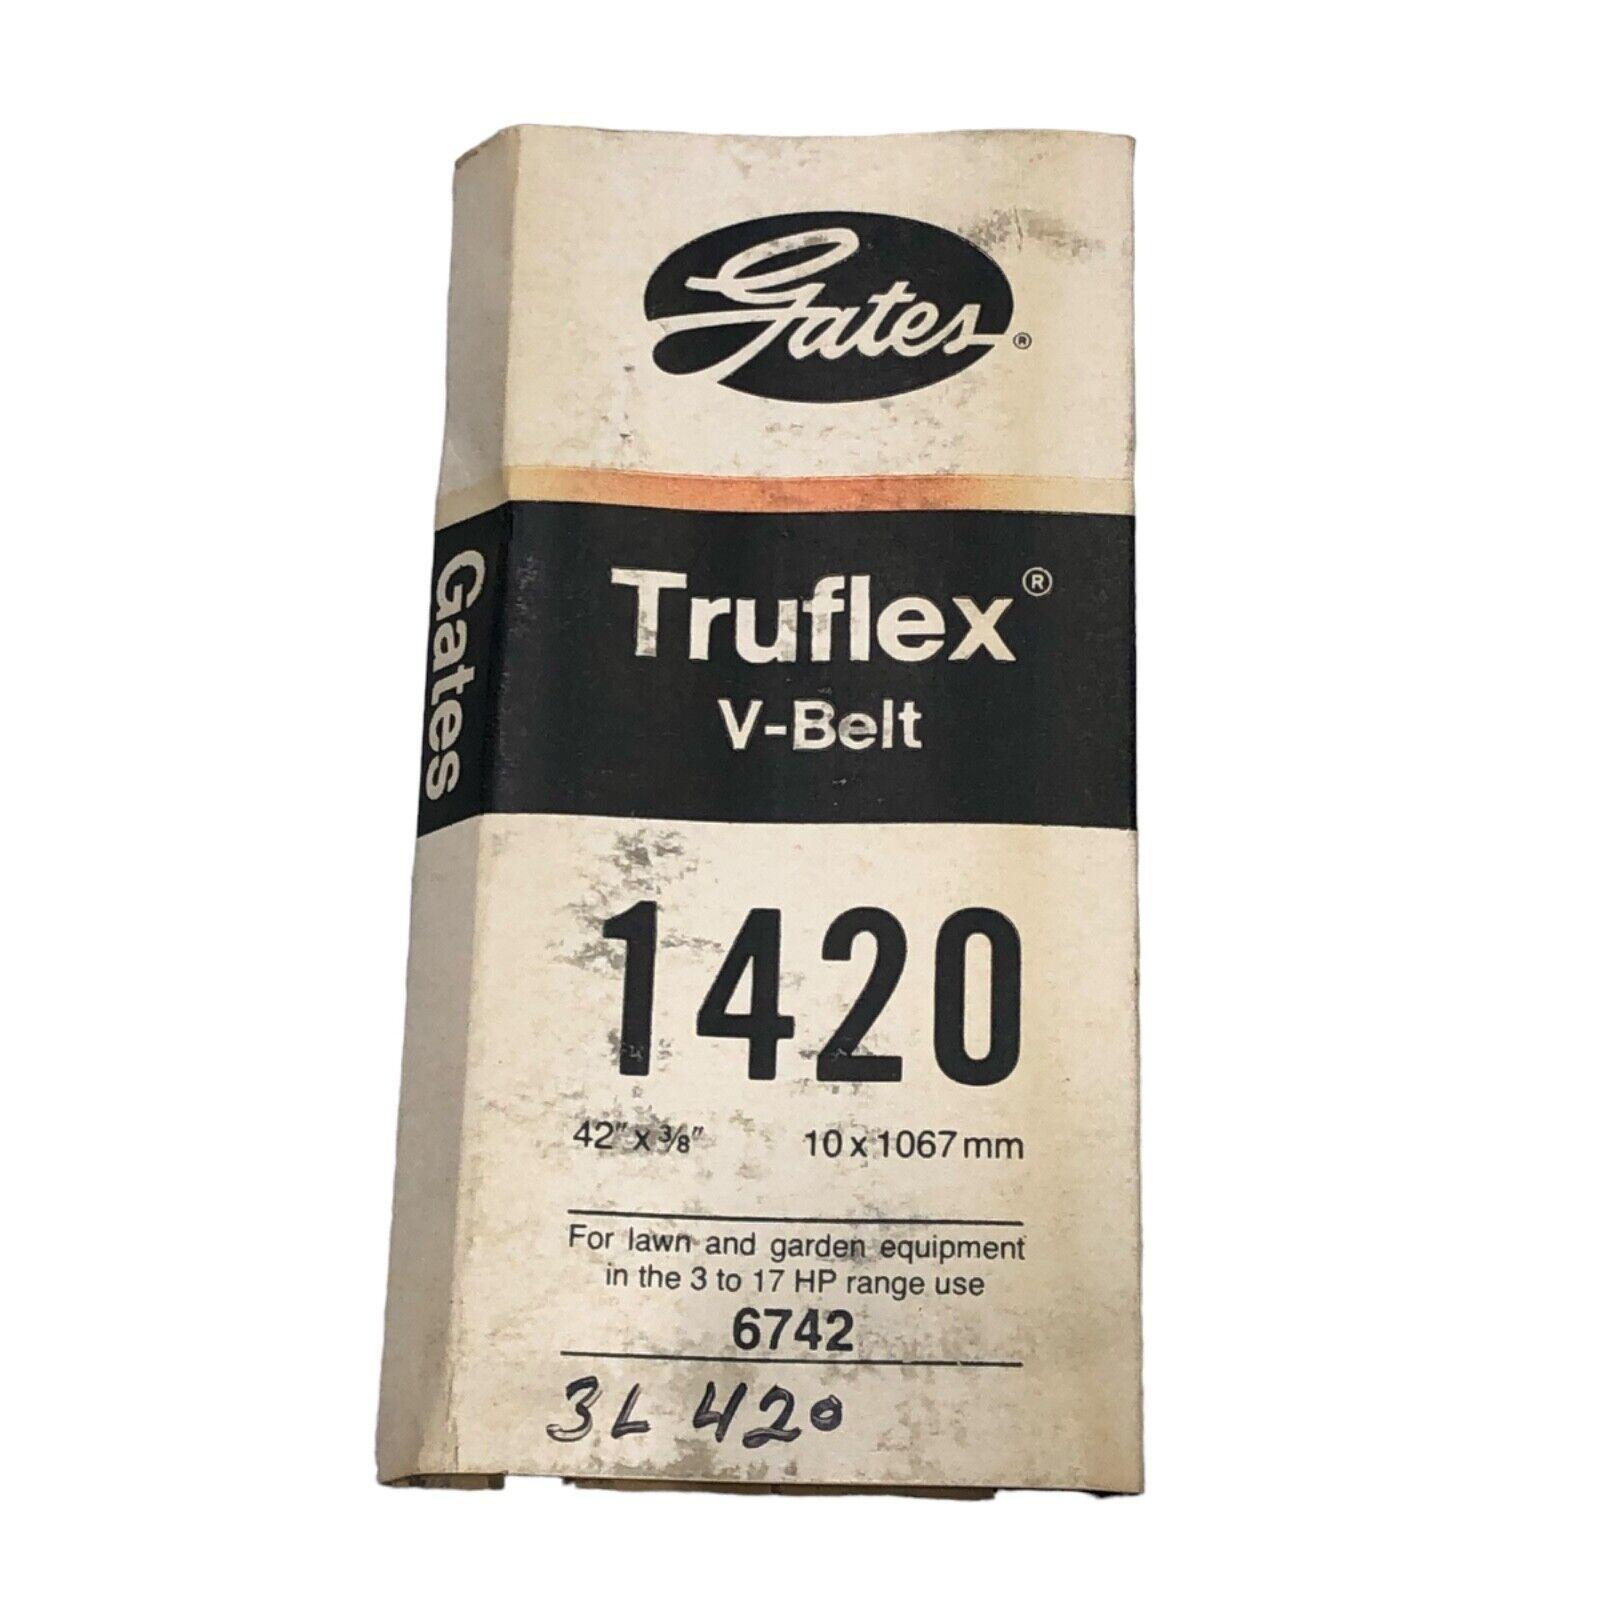 Gates®
Gates
Truflex®
V-Belt
1420
42" x 3/8" 10 x 1067 mm
For lawn and garden equipment
in the 3 to 17 HP range use
6742
3L 420